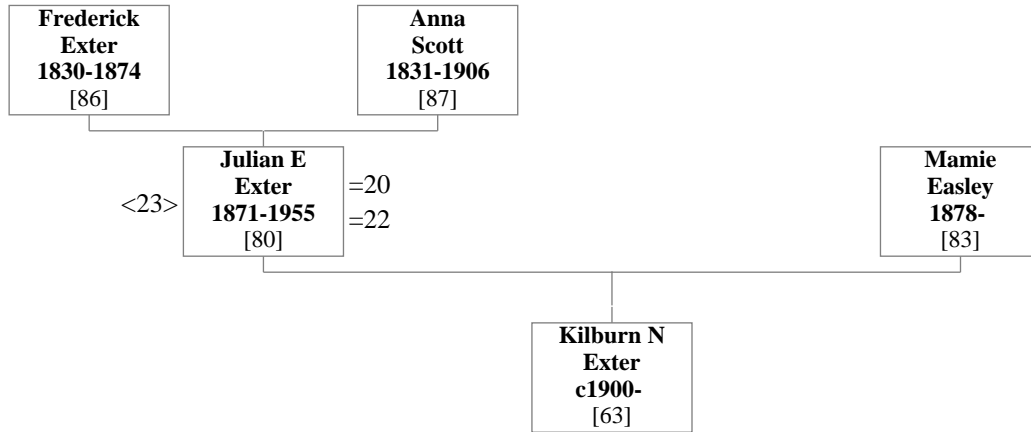 Frederick
Exter
1830-1874
[86]
Anna
Scott
1831-1906
[87]
<23>
Julian E
Exter
1871-1955
[80]
=20
=22
Mamie
Easley
1878-
[83]
Kilburn N
Exter
c1900-
[63]